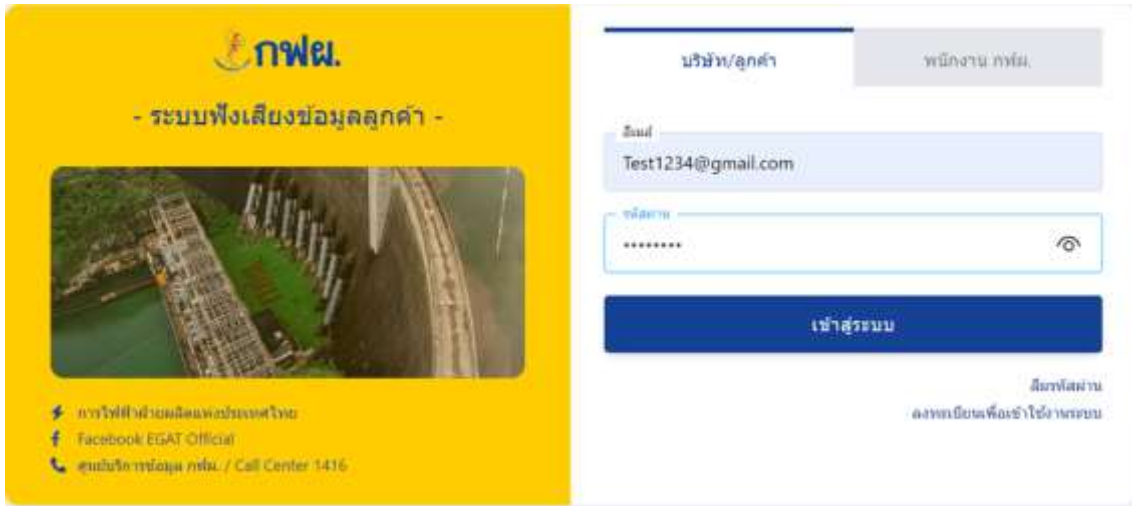 กฟผ.
- ระบบฟังเสียงข้อมูลลูกค้า -
การไฟฟ้าฝ่ายผลิตแห่งประเทศไทย
Facebook EGAT Official
ศูนย์บริการข้อมูล กฟผ. / Call Center 1416
บริษัท/ลูกค้า
พนักงาน กฟผ.
อีเมล์
Test1234@gmail.com
รหัสผ่าน
••••••••
เข้าสู่ระบบ
ลืมรหัสผ่าน
ลงทะเบียนเพื่อเข้าใช้งานระบบ